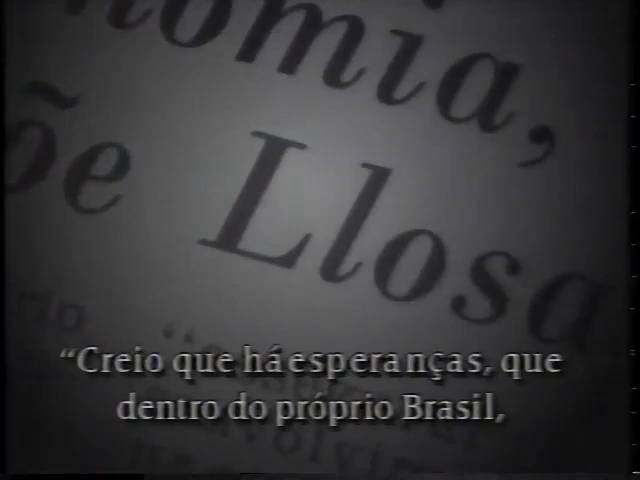 nomia,
õe Llosa
“Creio que há esperanças, que
dentro do próprio Brasil,